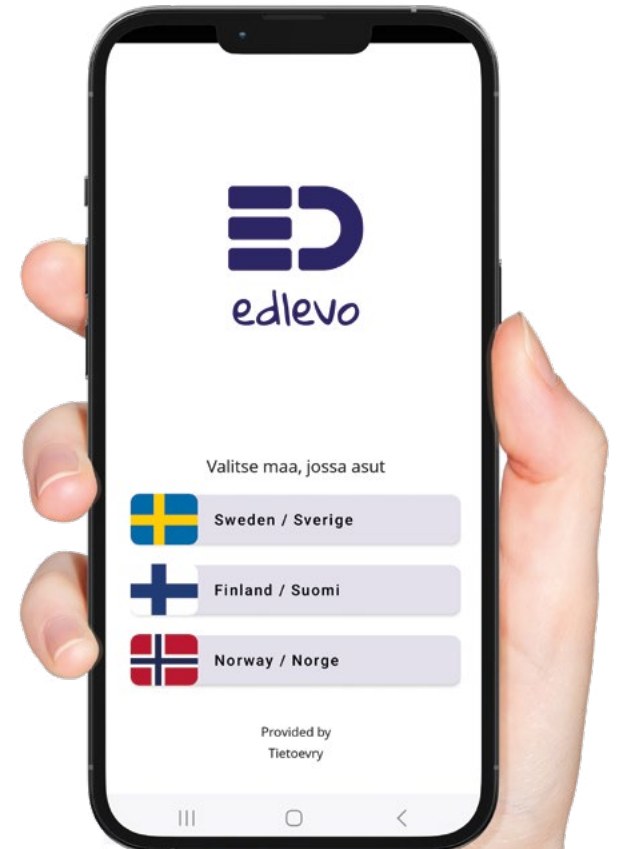 edlevo
Valitse maa, jossa asut
Sweden / Sverige
Finland / Suomi
Norway / Norge
Provided by
Tietoevry